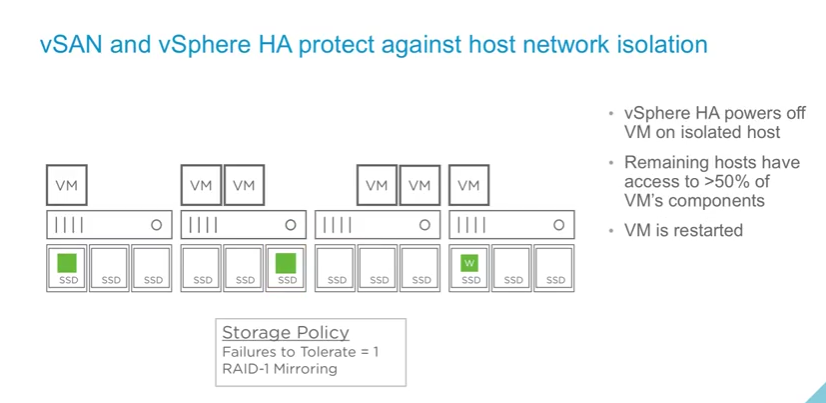 vSAN and vSphere HA protect against host network isolation
• vSphere HA powers off
VM on isolated host
• Remaining hosts have
access to >50% of
VM's components
• VM is restarted
VM VM VM VM VM VM
W
SSD SSD SSD SSD SSD SSD SSD SSD SSD SSD SSD SSD
Storage Policy
Failures to Tolerate = 1
RAID-1 Mirroring